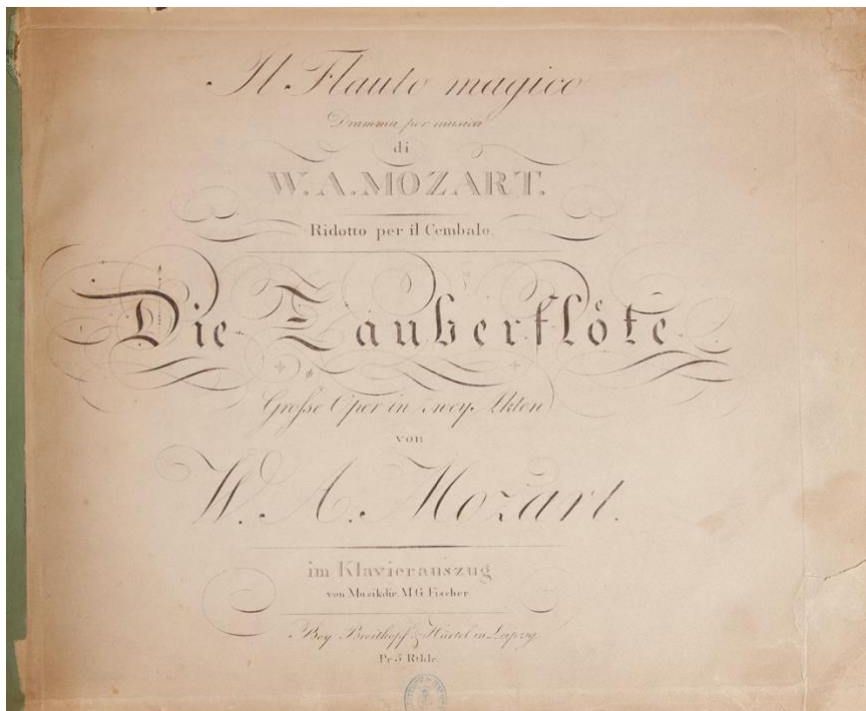 Il Flauto magico
Dramma per musica
di
W. A. MOZART.
Ridotto per il Cembalo.
Die Zauberflöte
Große Oper in zwey Akten
von
W. A. Mozart.
im Klavierauszug
von Musikdir. M. G. Fischer
Bey Breitkopf & Härtel in Leipzig.
Pr. 5 Rthlr.